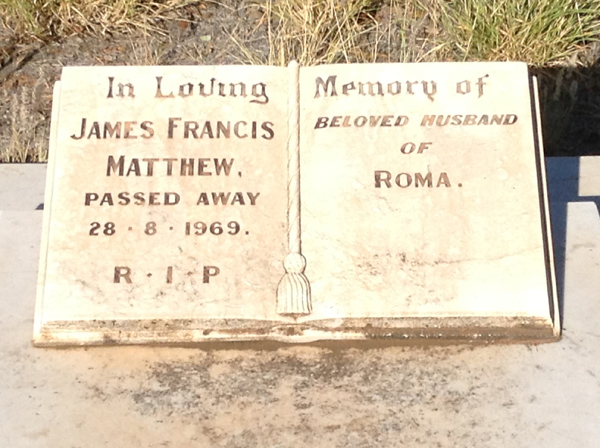 In Loving Memory of
JAMES FRANCIS
MATTHEW.
PASSED AWAY
28 · 8 · 1969.
R · I · P
BELOVED HUSBAND
OF
ROMA.